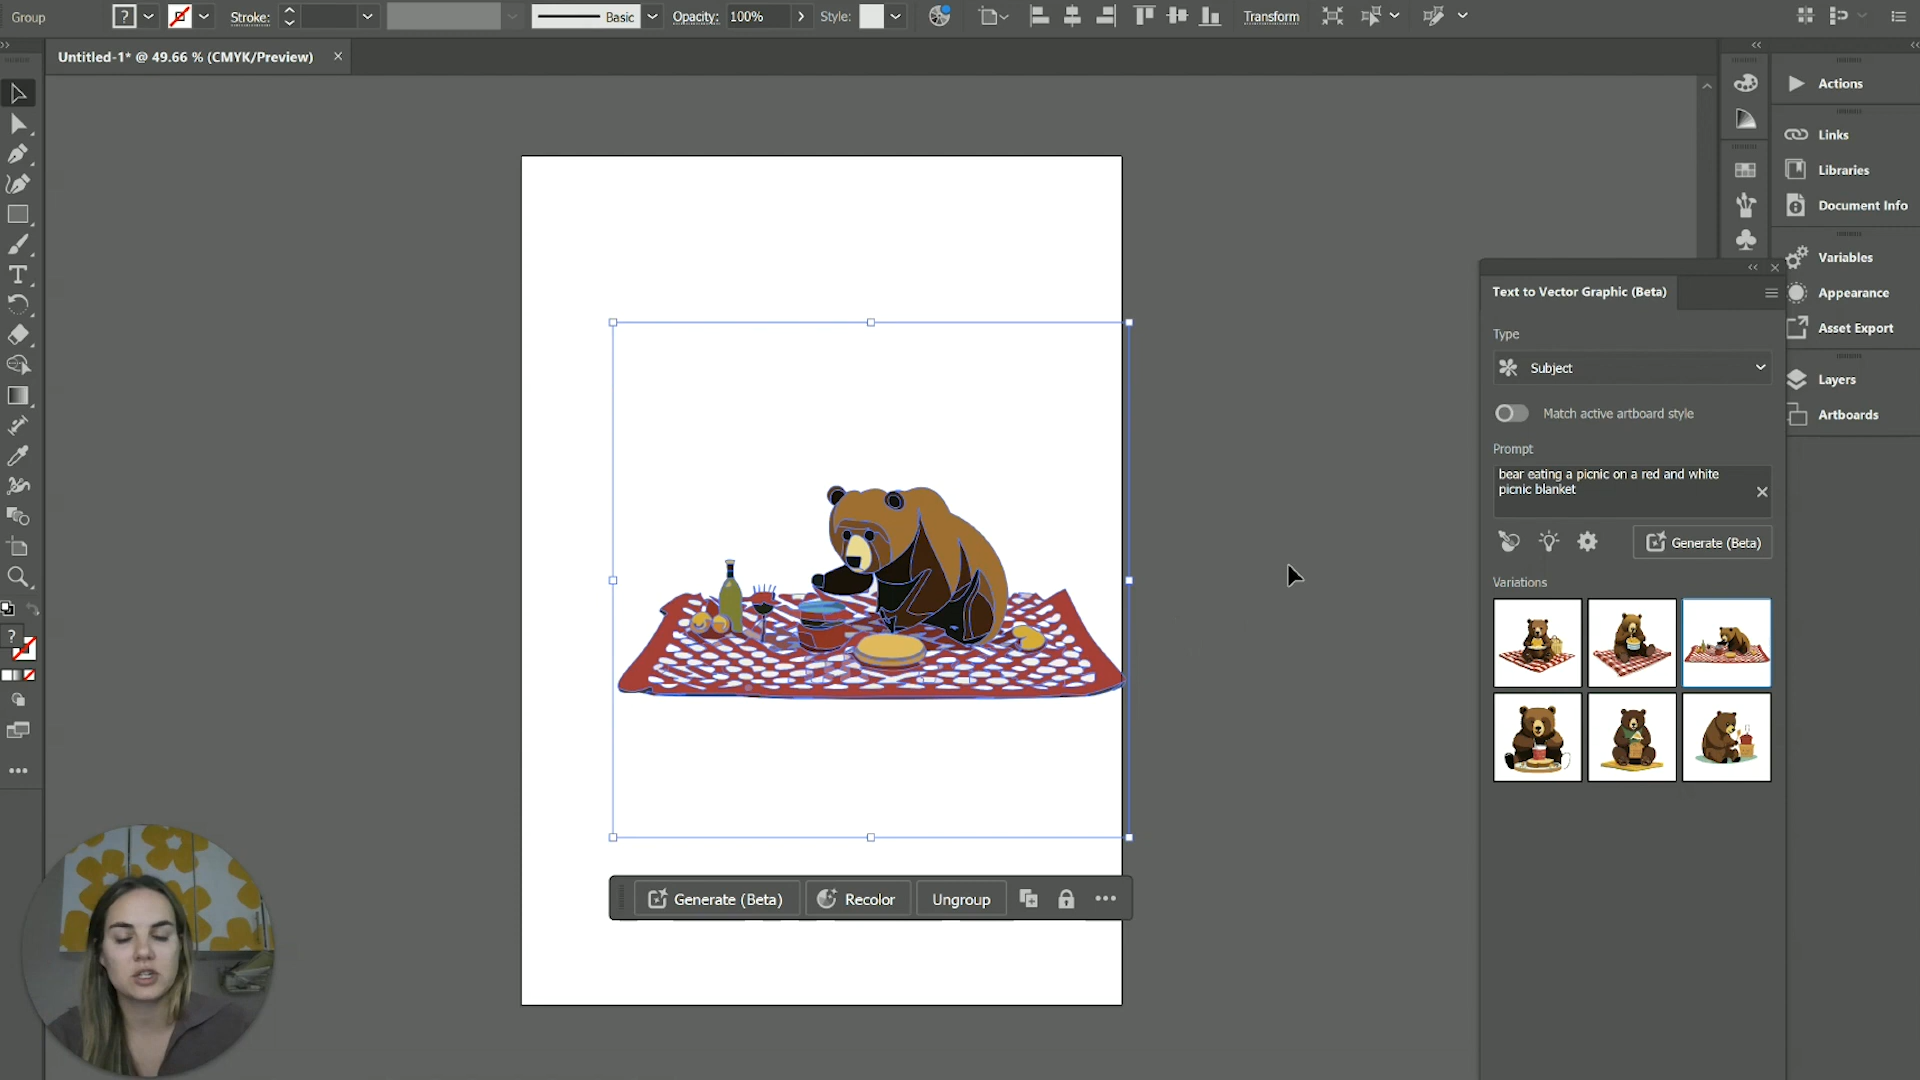 Group
?
Stroke:
Basic
Opacity:
100%
Style:
Transform
Untitled-1* @ 49.66 % (CMYK/Preview)
Actions
Links
Libraries
Document Info
Variables
Appearance
Asset Export
Layers
Artboards
Text to Vector Graphic (Beta)
Type
Subject
Match active artboard style
Prompt
bear eating a picnic on a red and white
picnic blanket
Generate (Beta)
Variations
?
Generate (Beta)
Recolor
Ungroup